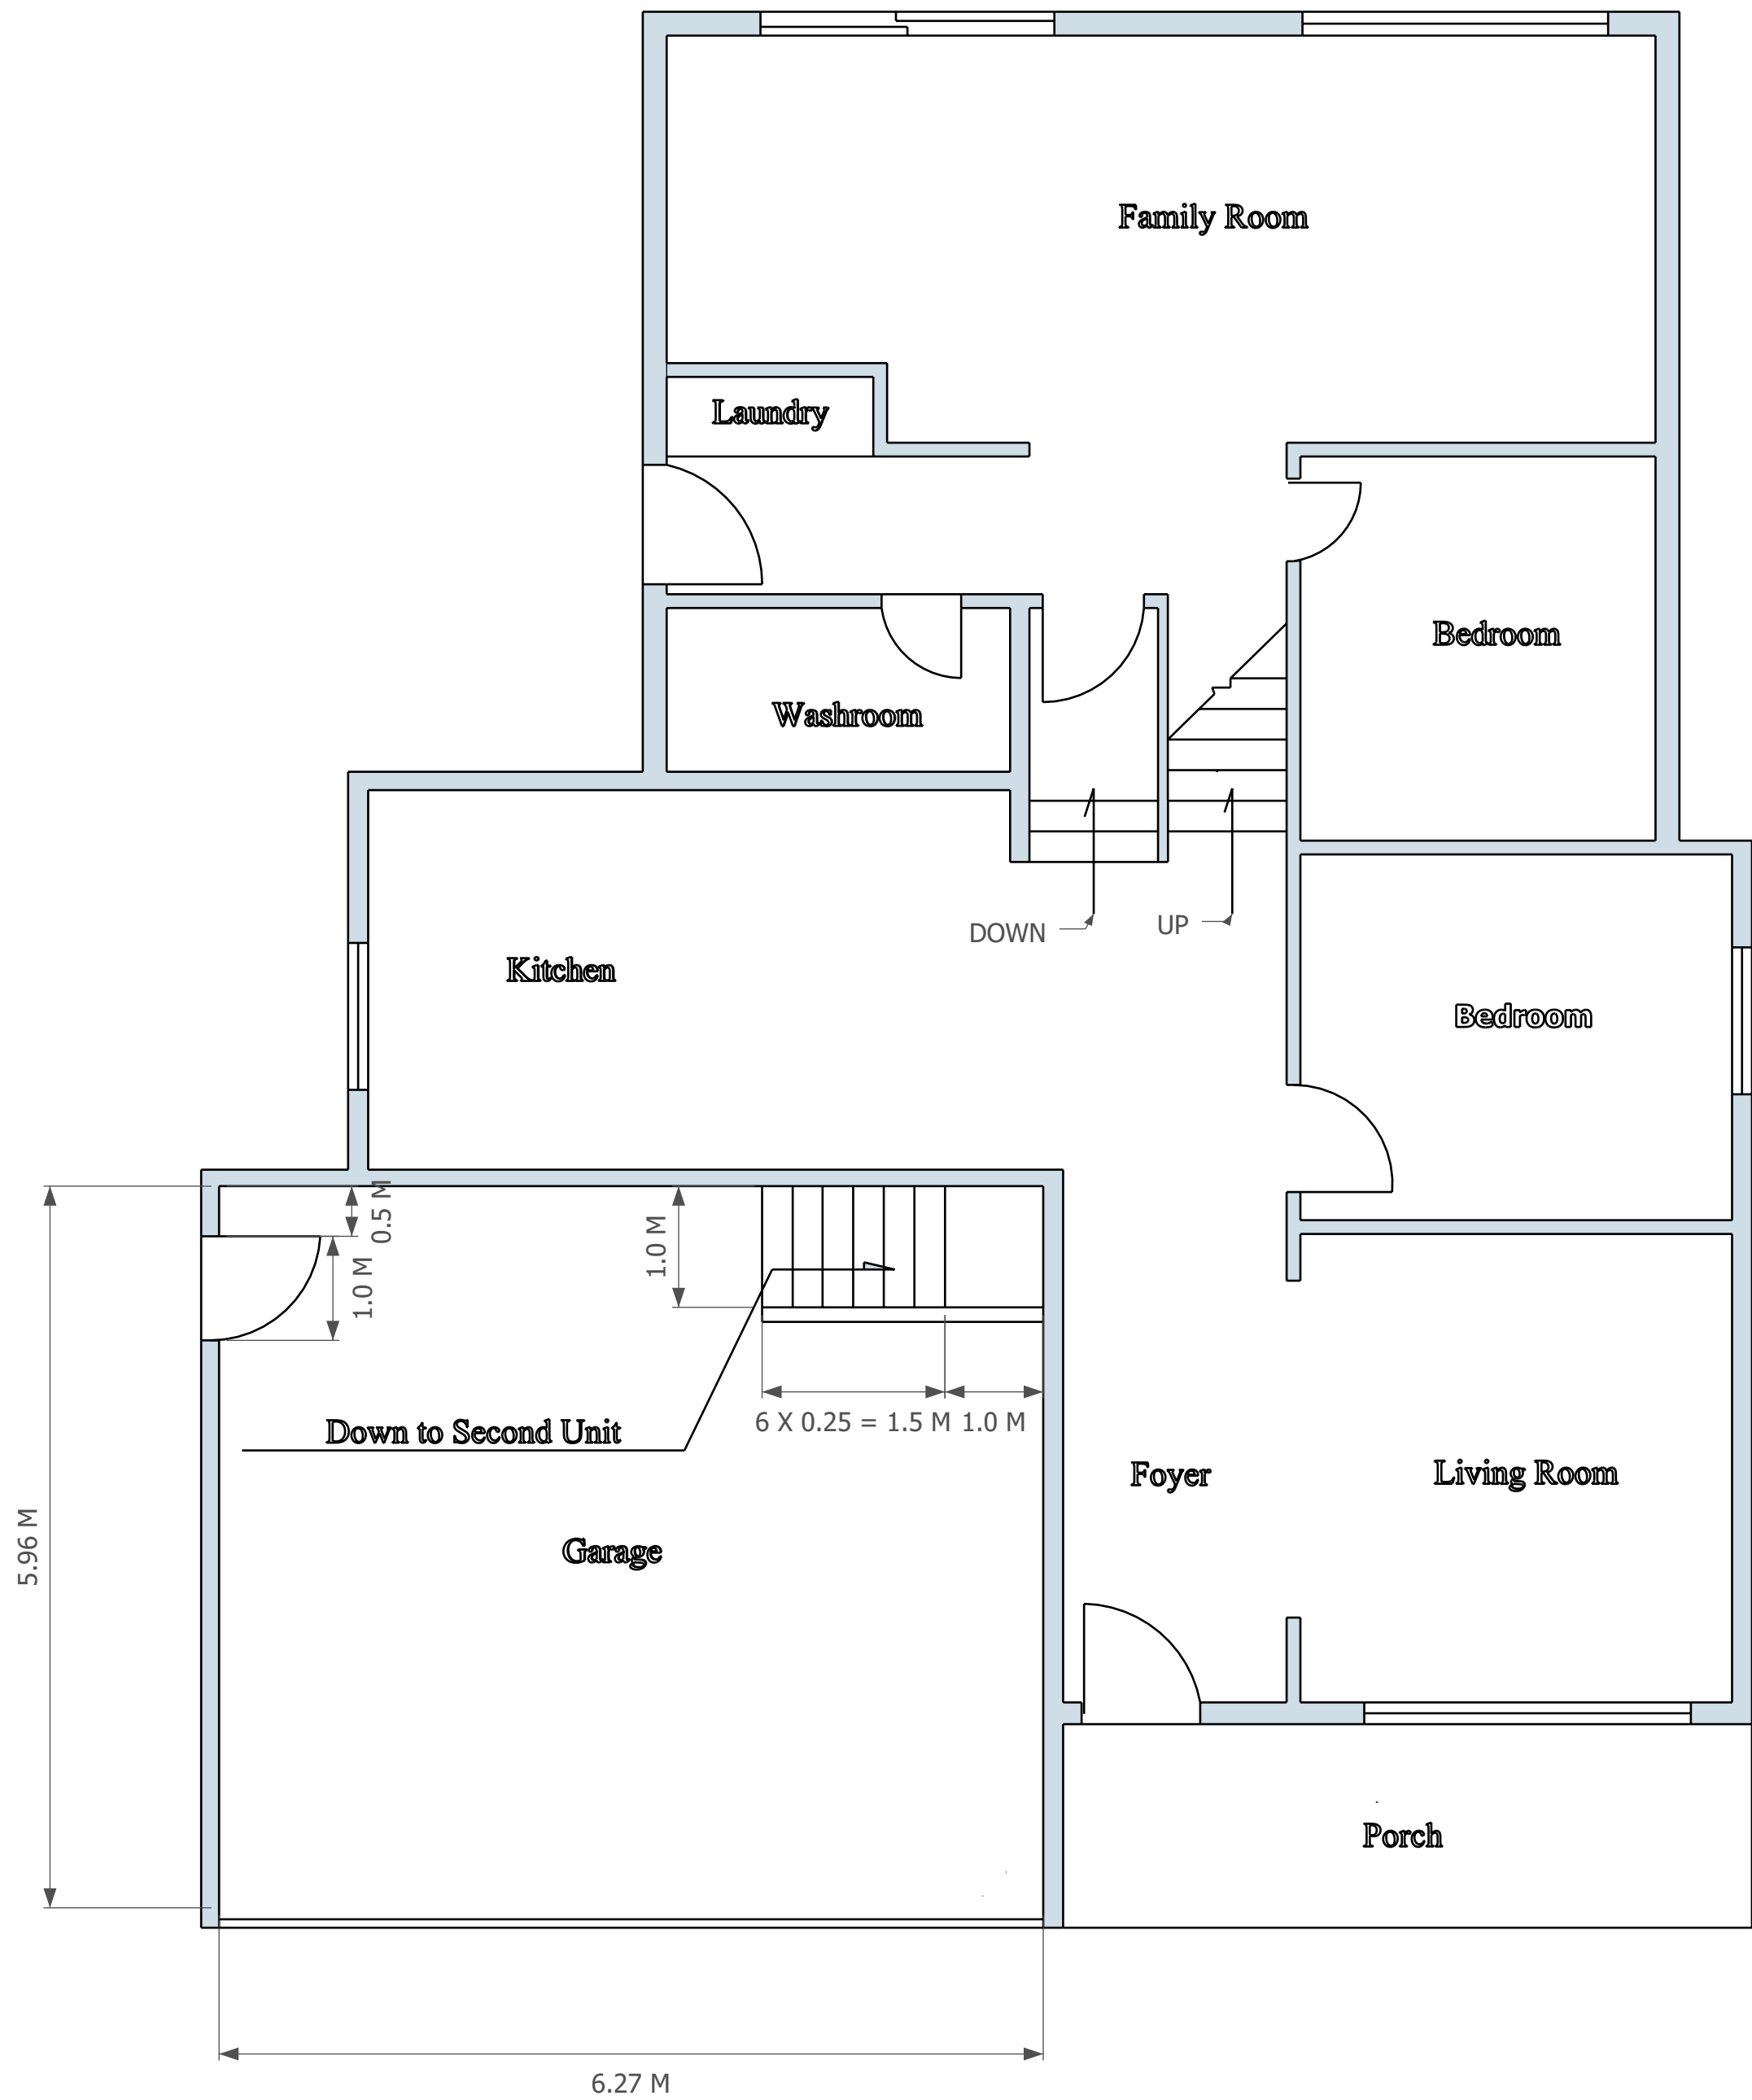 Family Room
Laundry
Bedroom
Washroom
DOWN
UP
Kitchen
Bedroom
0.5 M
1.0 M
1.0 M
6 X 0.25 = 1.5 M 1.0 M
Down to Second Unit
Foyer
Living Room
5.96 M
Garage
Porch
6.27 M